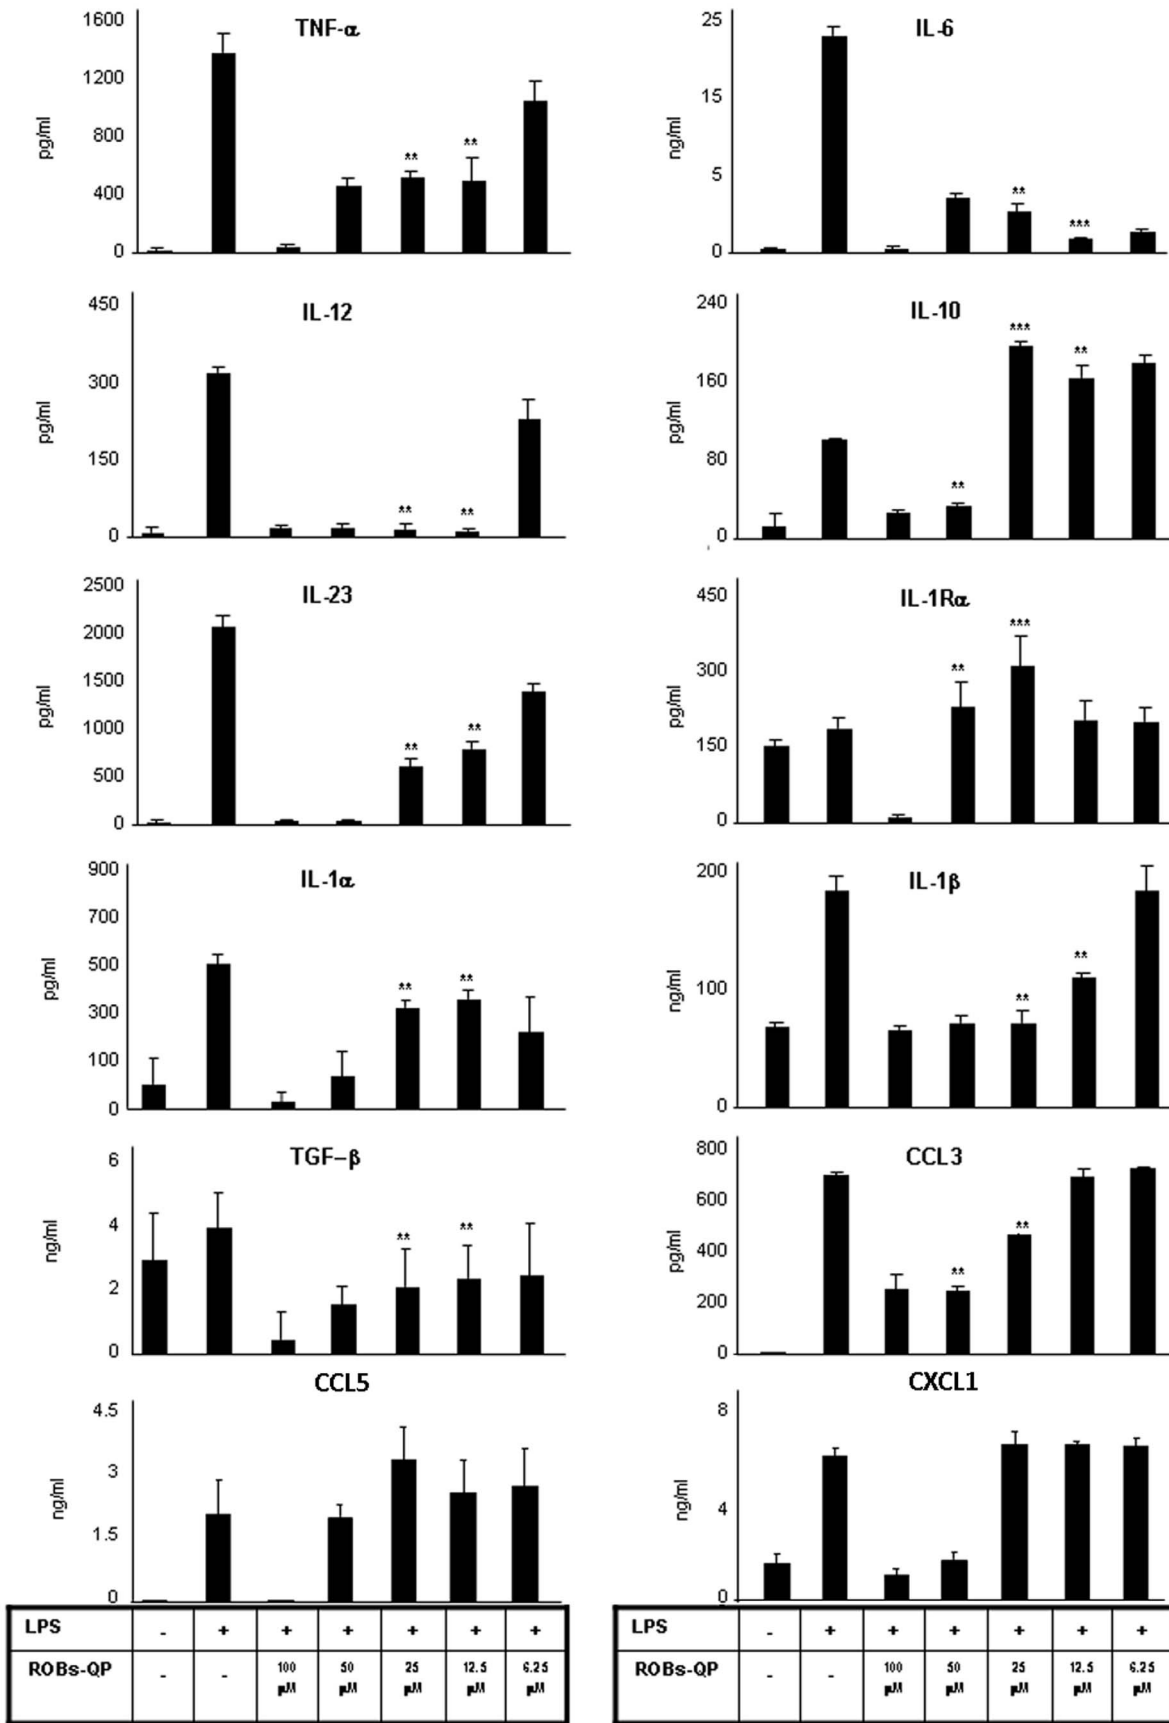 TNF-α
1600
1200
800
400
0
pg/ml
**
**
IL-6
25
15
5
0
ng/ml
**
***
IL-12
450
300
150
0
pg/ml
**
**
IL-10
240
160
80
0
pg/ml
**
***
**
IL-23
2500
2000
1500
1000
500
0
pg/ml
**
**
IL-1Rα
450
300
150
0
pg/ml
**
***
IL-1α
900
700
500
300
100
0
pg/ml
**
**
IL-1β
200
100
0
ng/ml
**
**
TGF–β
6
4
2
0
ng/ml
**
**
CCL3
800
600
400
200
0
pg/ml
**
**
CCL5
4.5
3
1.5
0
ng/ml
CXCL1
8
4
0
ng/ml
LPS - + + + + + +
ROBs-QP - - 100 µM 50 µM 25 µM 12.5 µM 6.25 µM
LPS - + + + + + +
ROBs-QP - - 100 µM 50 µM 25 µM 12.5 µM 6.25 µM